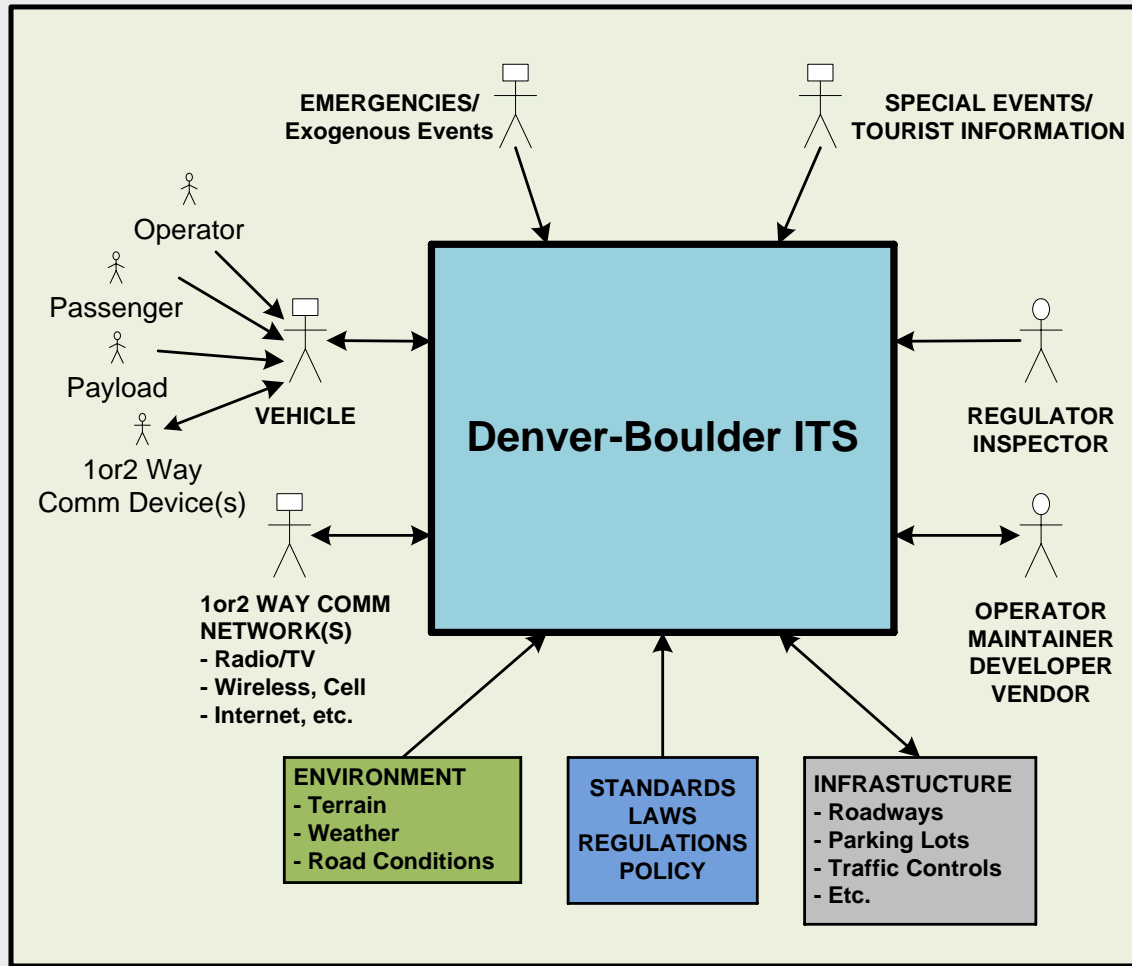 EMERGENCIES/
Exogenous Events
SPECIAL EVENTS/
TOURIST INFORMATION
Operator
Passenger
Payload
1or2 Way
Comm Device(s)
VEHICLE
Denver-Boulder ITS
REGULATOR
INSPECTOR
1or2 WAY COMM
NETWORK(S)
- Radio/TV
- Wireless, Cell
- Internet, etc.
OPERATOR
MAINTAINER
DEVELOPER
VENDOR
ENVIRONMENT
- Terrain
- Weather
- Road Conditions
STANDARDS
LAWS
REGULATIONS
POLICY
INFRASTUCTURE
- Roadways
- Parking Lots
- Traffic Controls
- Etc.